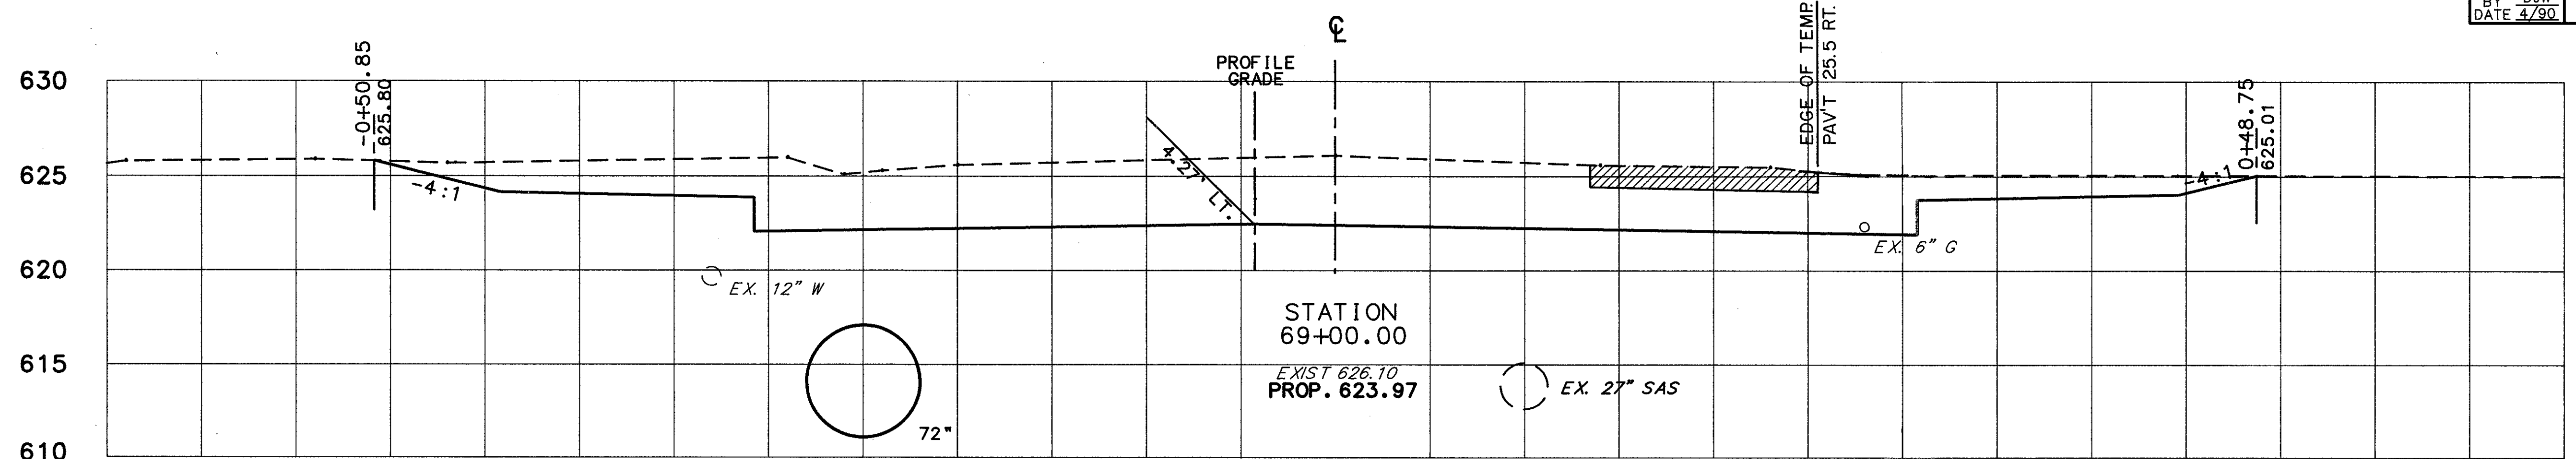 BY DJW
DATE 4/90
℄
-0+50.85
625.80
PROFILE
GRADE
EDGE OF TEMP.
PAV'T 25.5 RT.
0+48.75
625.01
630
625
620
615
610
-4:1
4.27' LT.
-4:1
EX. 12" W
EX. 6" G
STATION
69+00.00
EXIST 626.10
PROP. 623.97
EX. 27" SAS
72"